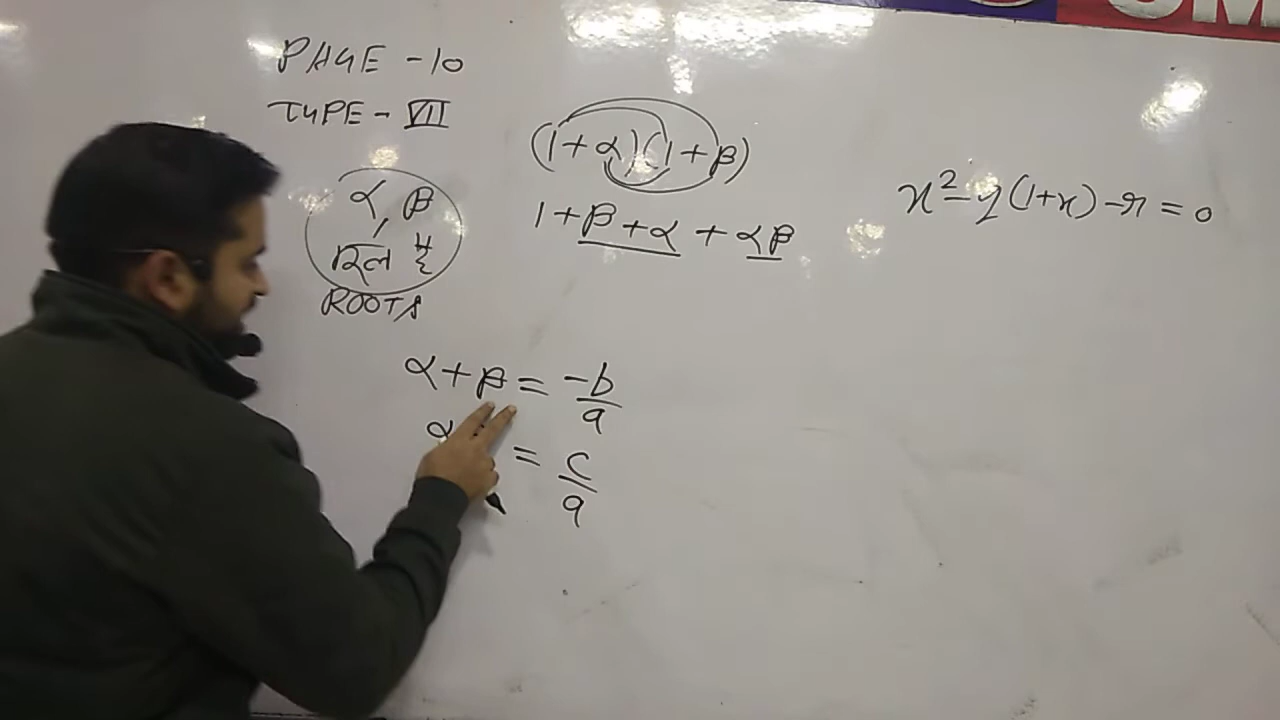 PAGE - 10
TYPE - VII
α, β
हल है
ROOTS
(1+α)(1+β)
1+β+α + αβ
x² - q(1+x) - r = 0
α+β = -b/a
α = c/a